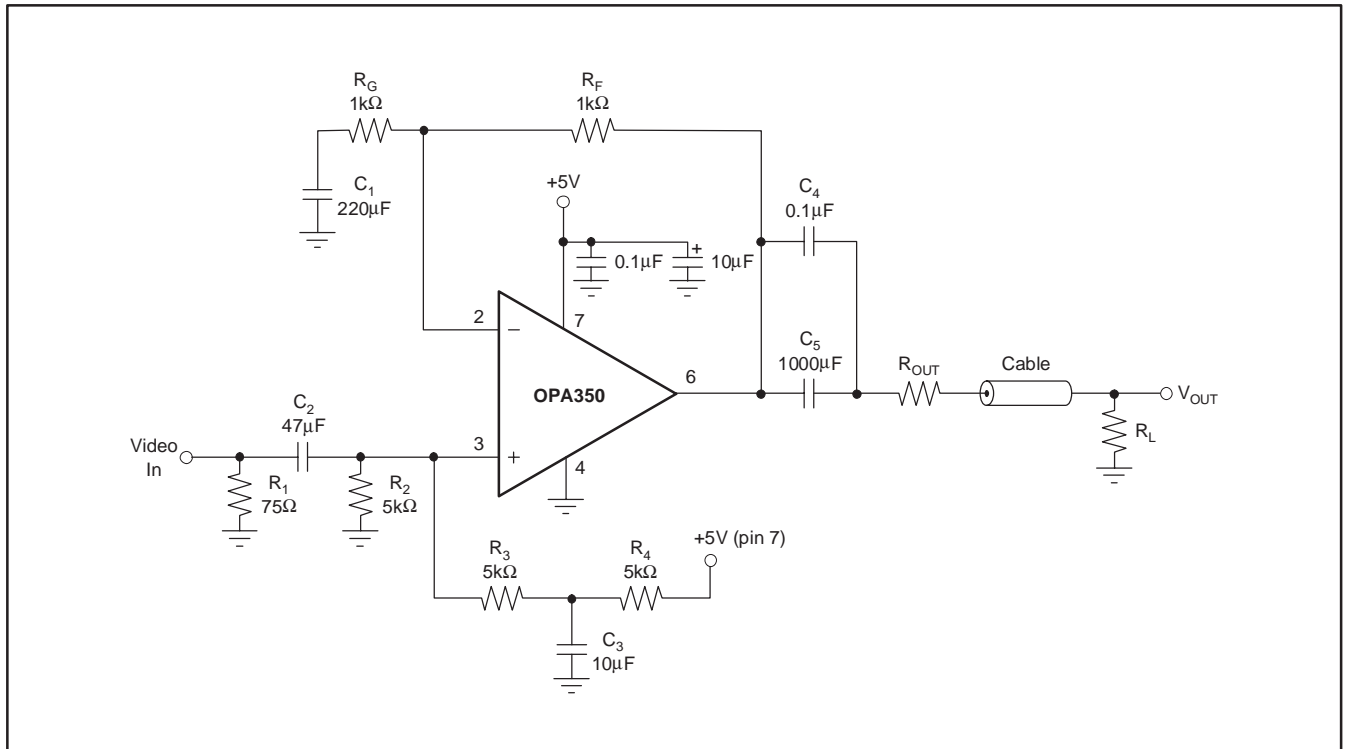 R_G
1kΩ
R_F
1kΩ
C_1
220μF
+5V
C_4
0.1μF
0.1μF
+
10μF
2
−
7
C_5
1000μF
R_OUT
Cable
6
OPA350
V_OUT
C_2
47μF
R_L
Video
In
3
+
4
R_1
75Ω
R_2
5kΩ
+5V (pin 7)
R_3
5kΩ
R_4
5kΩ
C_3
10μF